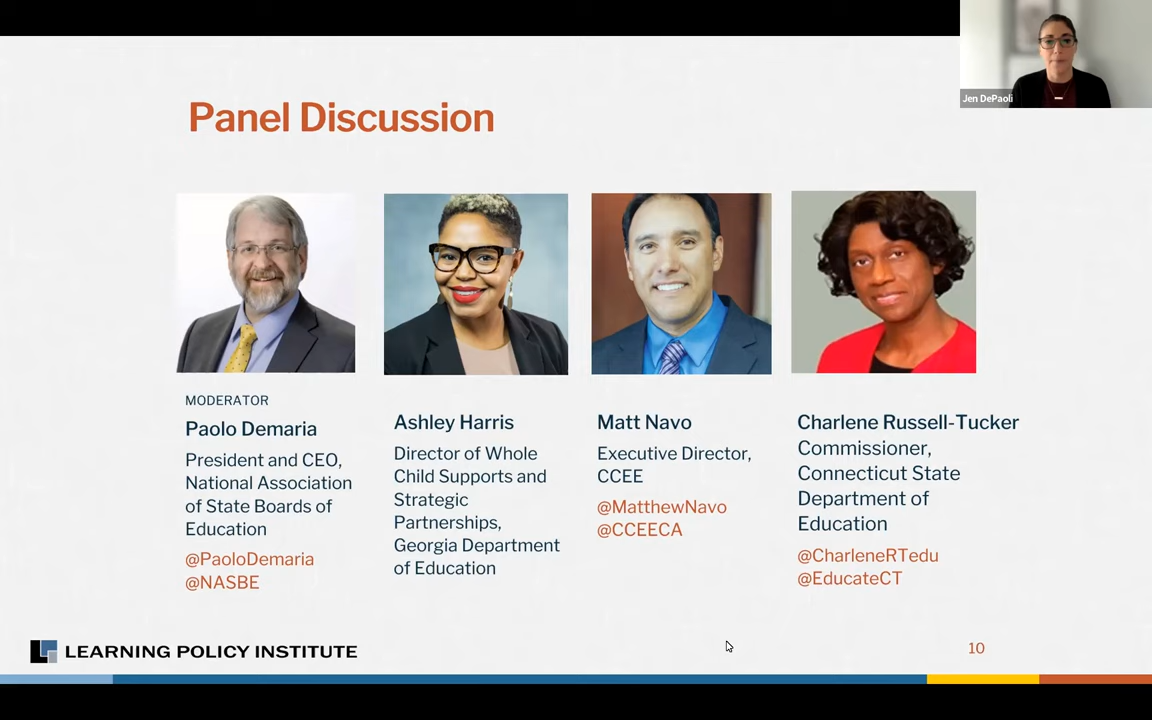 Jen DePaoli
Panel Discussion
MODERATOR
Paolo Demaria
President and CEO,
National Association
of State Boards of
Education
@PaoloDemaria
@NASBE
Ashley Harris
Director of Whole
Child Supports and
Strategic
Partnerships,
Georgia Department
of Education
Matt Navo
Executive Director,
CCEE
@MatthewNavo
@CCEECA
Charlene Russell-Tucker
Commissioner,
Connecticut State
Department of
Education
@CharleneRTedu
@EducateCT
LEARNING POLICY INSTITUTE
10